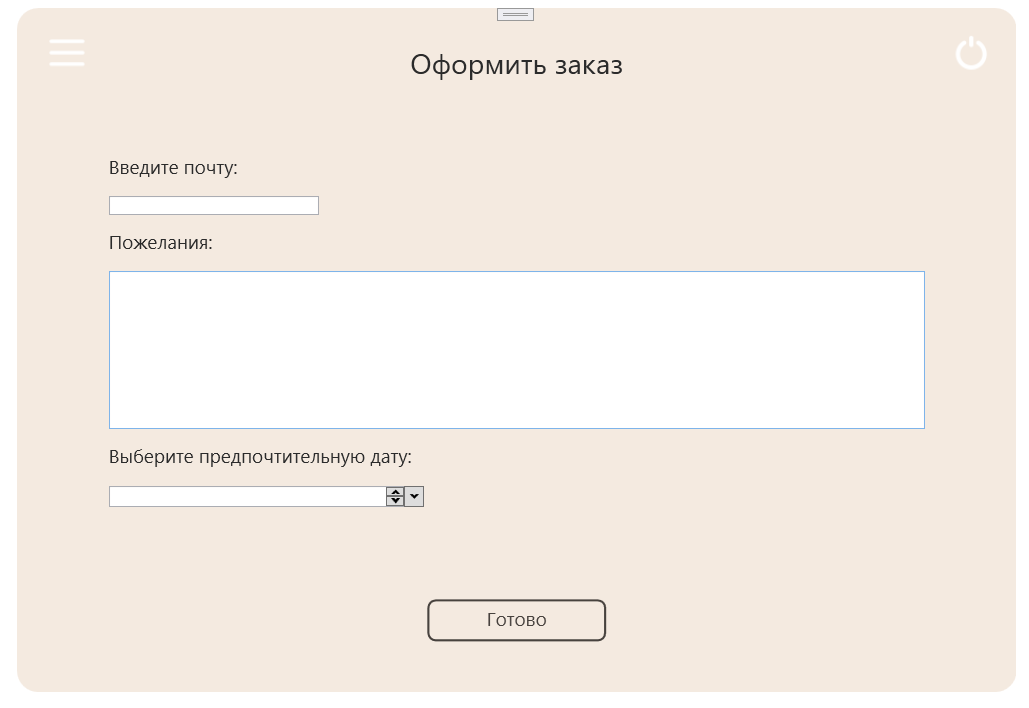 Оформить заказ
Введите почту:
Пожелания:
Выберите предпочтительную дату:
Готово